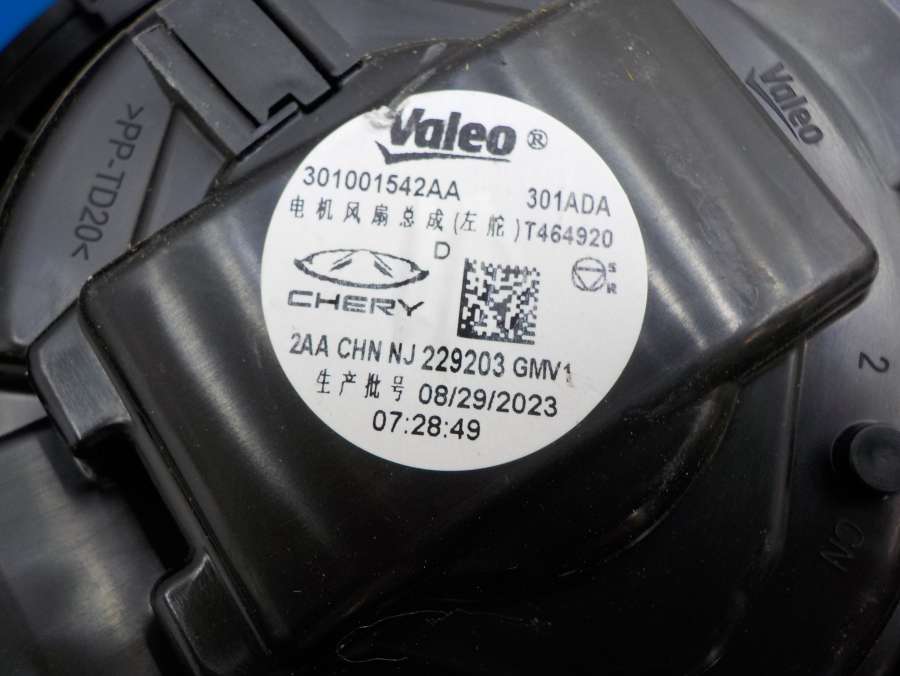 Valeo
>PP-TD20<
Valeo ®
301001542AA 301ADA
电机风扇总成(左舵)T464920
D
S
R
CHERY
2AA CHN NJ 229203 GMV1
生产批号 08/29/2023
07:28:49
2
CN